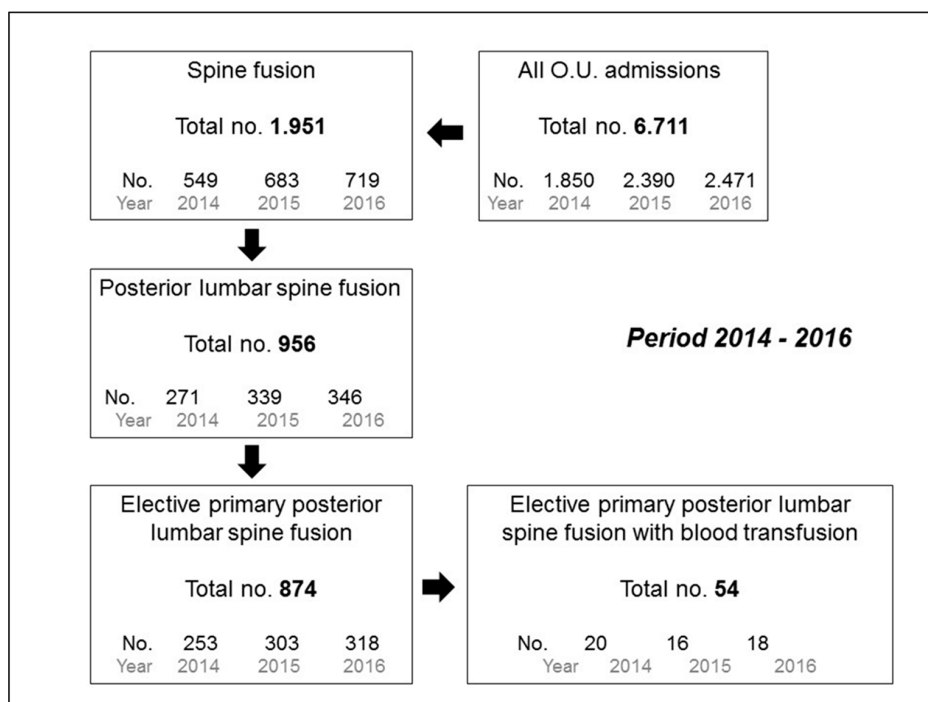 All O.U. admissions
Total no. 6.711
No. 1.850 2.390 2.471
Year 2014 2015 2016
Spine fusion
Total no. 1.951
No. 549 683 719
Year 2014 2015 2016
Posterior lumbar spine fusion
Total no. 956
No. 271 339 346
Year 2014 2015 2016
Period 2014 - 2016
Elective primary posterior
lumbar spine fusion
Total no. 874
No. 253 303 318
Year 2014 2015 2016
Elective primary posterior lumbar
spine fusion with blood transfusion
Total no. 54
No. 20 16 18
Year 2014 2015 2016